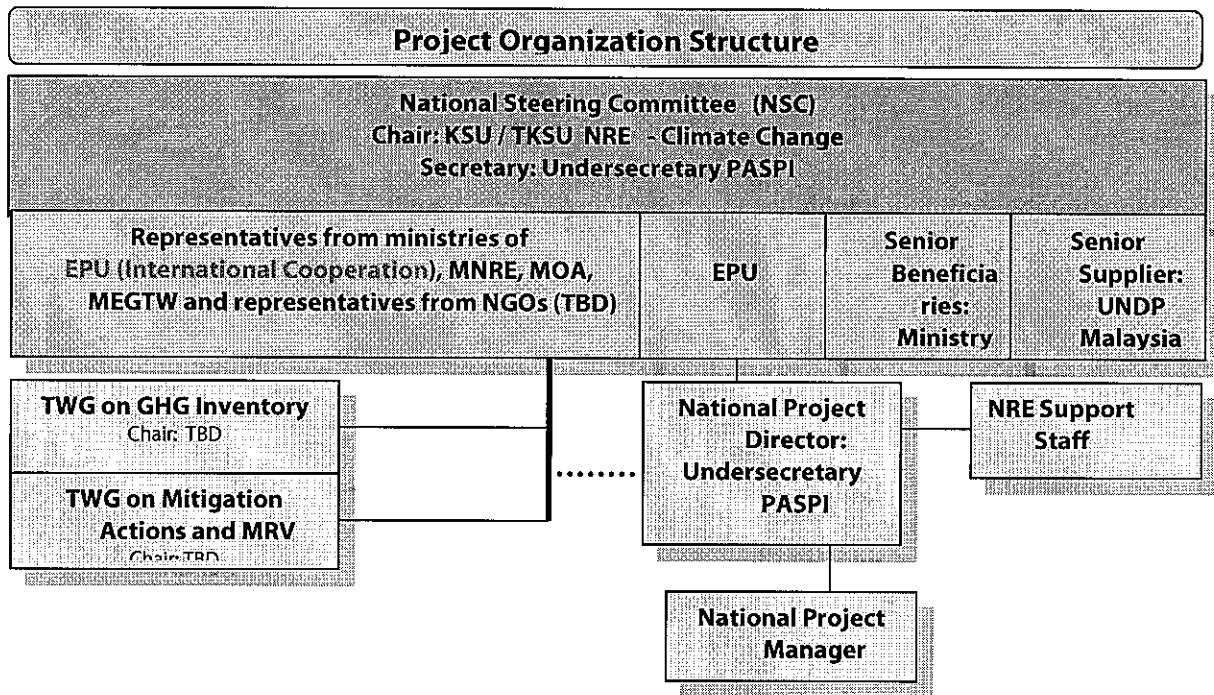 Project Organization Structure
National Steering Committee (NSC)
Chair: KSU / TKSU NRE - Climate Change
Secretary: Undersecretary PASPI
Representatives from ministries of
EPU (International Cooperation), MNRE, MOA,
MEGTW and representatives from NGOs (TBD)
EPU
Senior
Beneficia
ries:
Ministry
Senior
Supplier:
UNDP
Malaysia
TWG on GHG Inventory
Chair: TBD
TWG on Mitigation
Actions and MRV
Chair: TBD
National Project
Director:
Undersecretary
PASPI
NRE Support
Staff
National Project
Manager